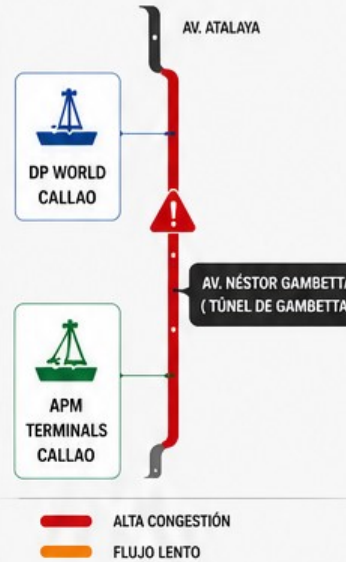 AV. ATALAYA
DP WORLD
CALLAO
!
AV. NÉSTOR GAMBETTA
( TÚNEL DE GAMBETTA
APM
TERMINALS
CALLAO
ALTA CONGESTIÓN
FLUJO LENTO